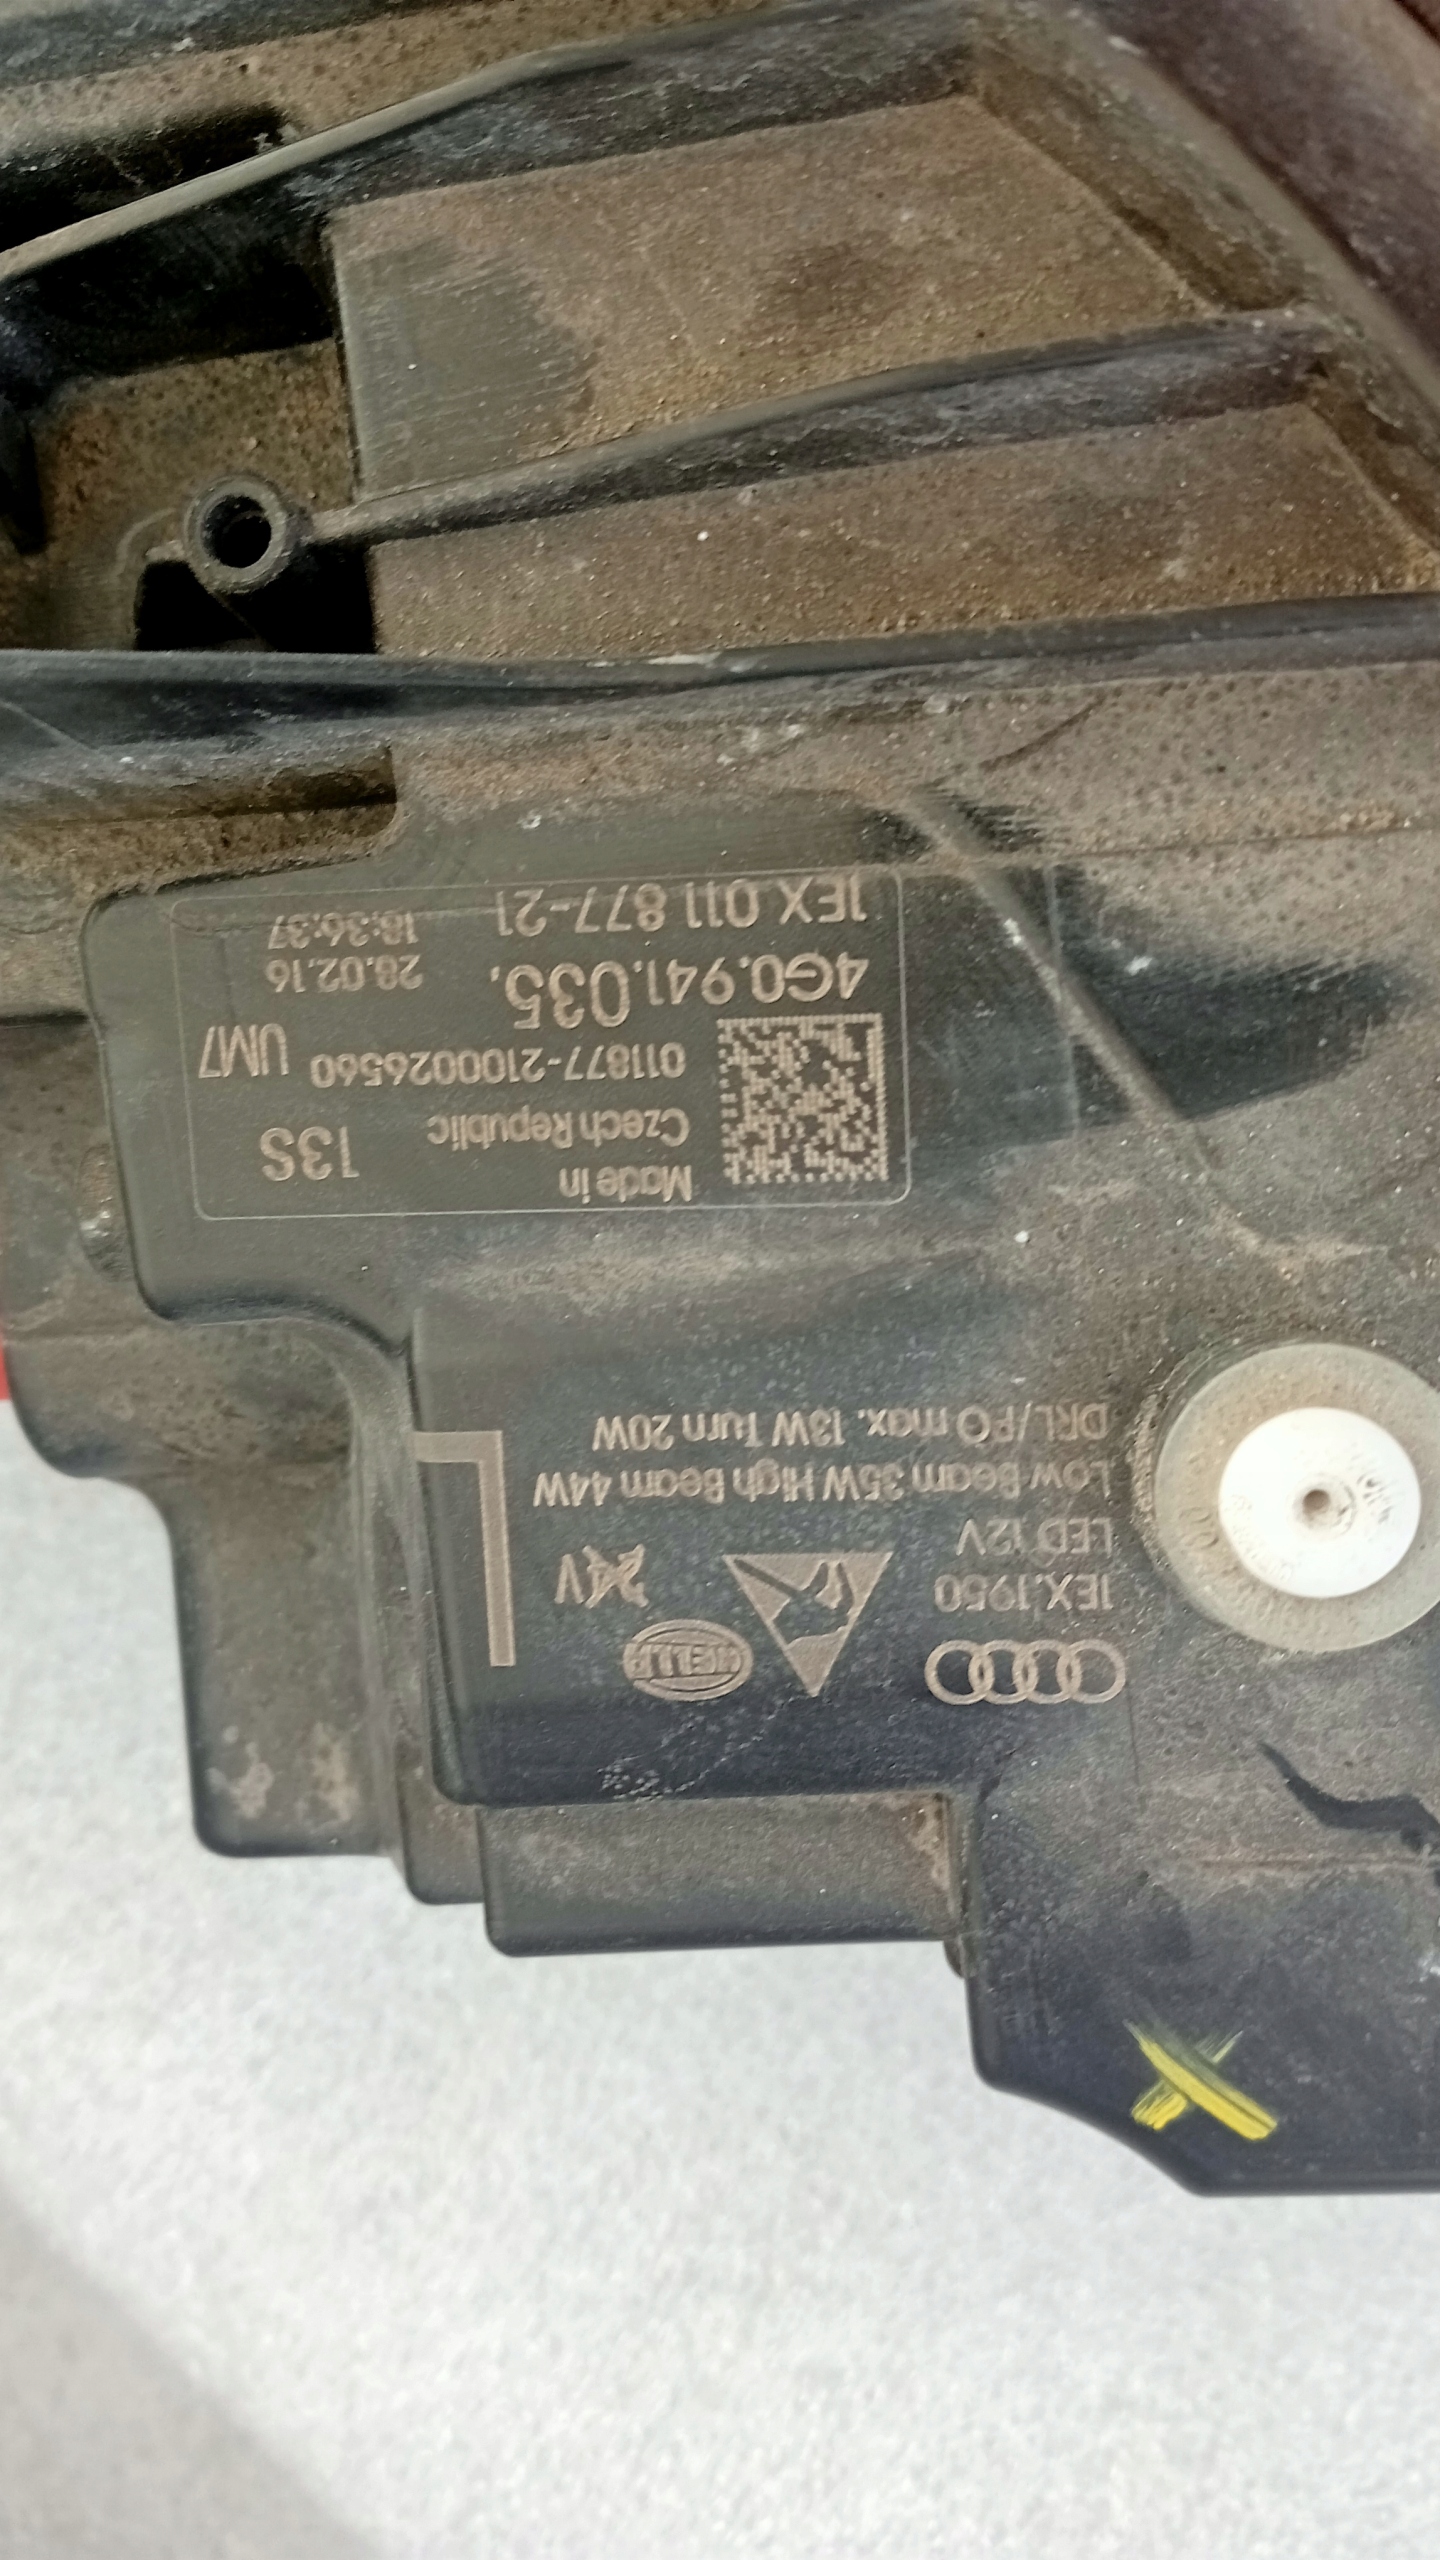 HELLA
1EX.1950
LED 12V
24V
Low Beam 35W High Beam 44W
DRL/PO max. 13W Turn 20W
L
Made in
Czech Republic
13S
011877-2100026560
UM7
4G0.941.035.
28.02.16
1EX 011 877-21
18:36:37